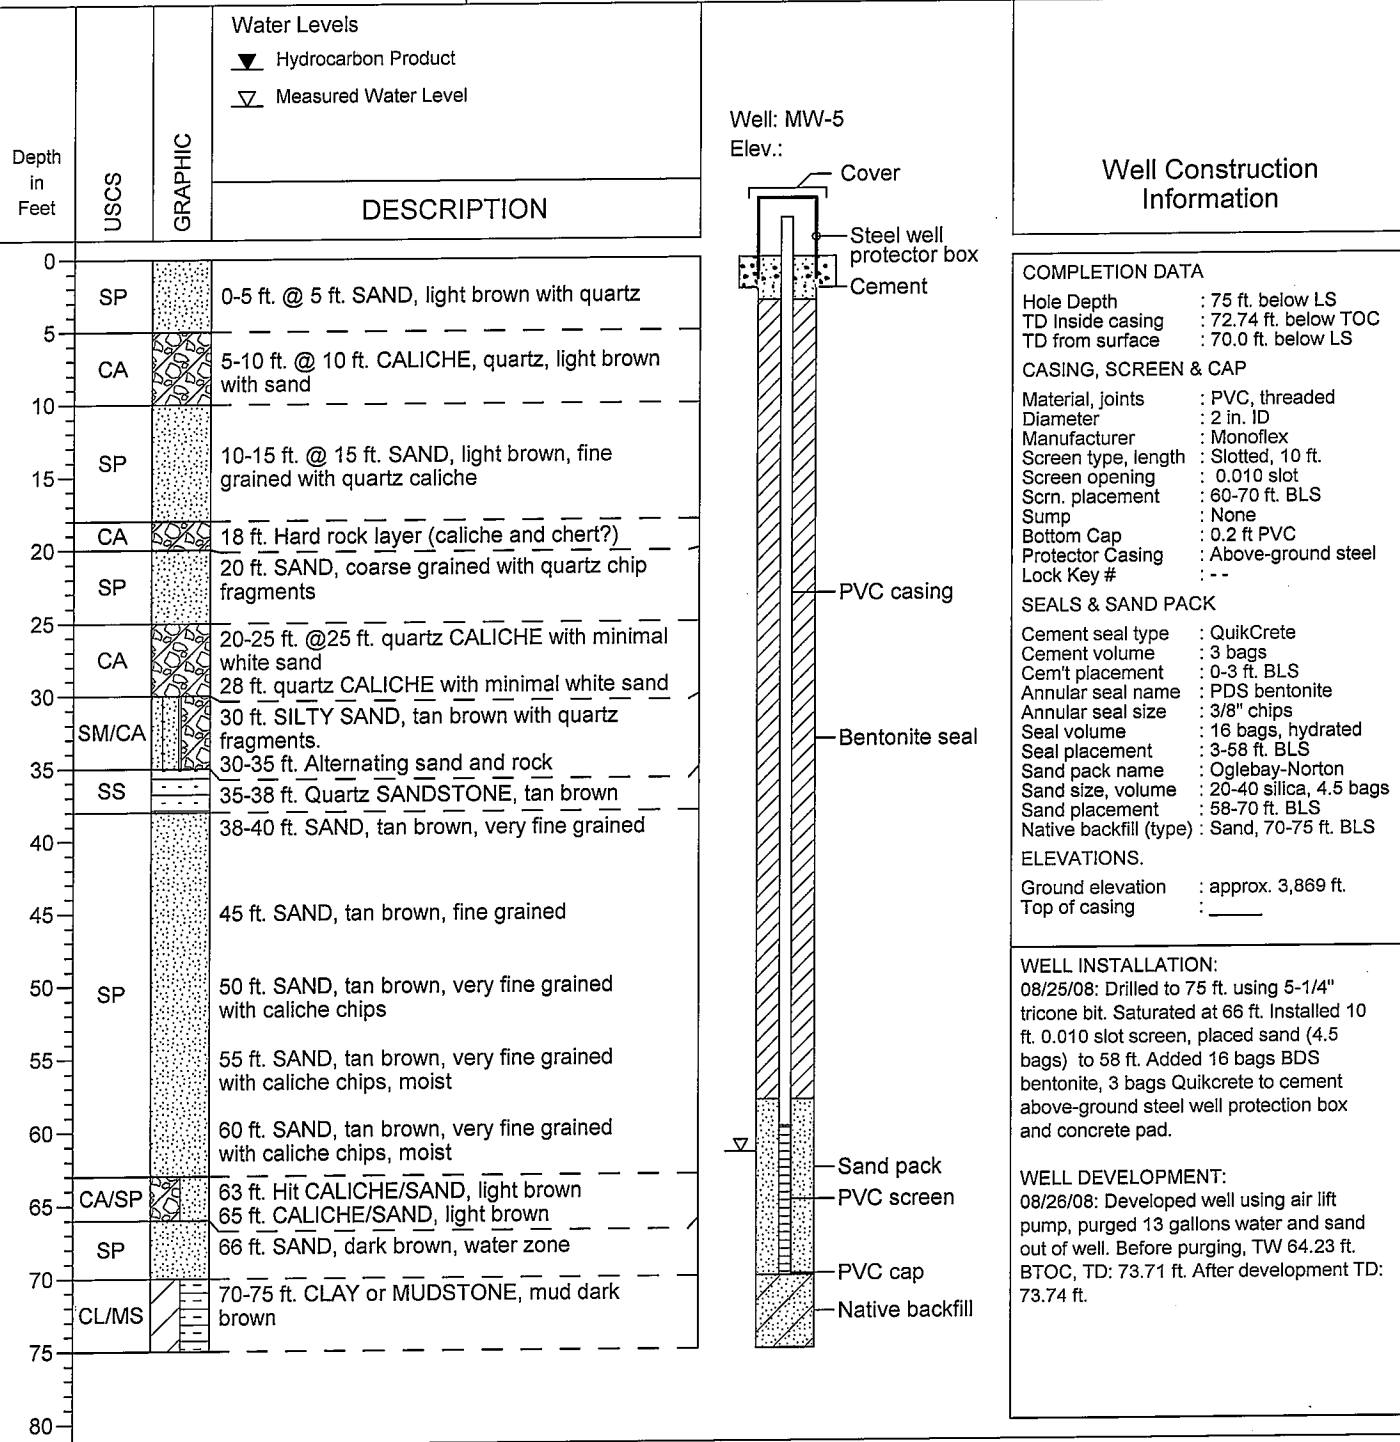 Depth
in
Feet
USCS
GRAPHIC
Water Levels
Hydrocarbon Product
Measured Water Level
DESCRIPTION
Well: MW-5
Elev.:
Cover
Steel well
protector box
Cement
PVC casing
Bentonite seal
Sand pack
PVC screen
PVC cap
Native backfill
0
5
10
15
20
25
30
35
40
45
50
55
60
65
70
75
80
SP
CA
SP
CA
SP
CA
SM/CA
SS
SP
CA/SP
SP
CL/MS
0-5 ft. @ 5 ft. SAND, light brown with quartz
5-10 ft. @ 10 ft. CALICHE, quartz, light brown
with sand
10-15 ft. @ 15 ft. SAND, light brown, fine
grained with quartz caliche
18 ft. Hard rock layer (caliche and chert?)
20 ft. SAND, coarse grained with quartz chip
fragments
20-25 ft. @25 ft. quartz CALICHE with minimal
white sand
28 ft. quartz CALICHE with minimal white sand
30 ft. SILTY SAND, tan brown with quartz
fragments.
30-35 ft. Alternating sand and rock
35-38 ft. Quartz SANDSTONE, tan brown
38-40 ft. SAND, tan brown, very fine grained
45 ft. SAND, tan brown, fine grained
50 ft. SAND, tan brown, very fine grained
with caliche chips
55 ft. SAND, tan brown, very fine grained
with caliche chips, moist
60 ft. SAND, tan brown, very fine grained
with caliche chips, moist
63 ft. Hit CALICHE/SAND, light brown
65 ft. CALICHE/SAND, light brown
66 ft. SAND, dark brown, water zone
70-75 ft. CLAY or MUDSTONE, mud dark
brown
Well Construction
Information
COMPLETION DATA
Hole Depth : 75 ft. below LS
TD Inside casing : 72.74 ft. below TOC
TD from surface : 70.0 ft. below LS
CASING, SCREEN & CAP
Material, joints : PVC, threaded
Diameter : 2 in. ID
Manufacturer : Monoflex
Screen type, length : Slotted, 10 ft.
Screen opening : 0.010 slot
Scrn. placement : 60-70 ft. BLS
Sump : None
Bottom Cap : 0.2 ft PVC
Protector Casing : Above-ground steel
Lock Key # : - -
SEALS & SAND PACK
Cement seal type : QuikCrete
Cement volume : 3 bags
Cem't placement : 0-3 ft. BLS
Annular seal name : PDS bentonite
Annular seal size : 3/8" chips
Seal volume : 16 bags, hydrated
Seal placement : 3-58 ft. BLS
Sand pack name : Oglebay-Norton
Sand size, volume : 20-40 silica, 4.5 bags
Sand placement : 58-70 ft. BLS
Native backfill (type) : Sand, 70-75 ft. BLS
ELEVATIONS.
Ground elevation : approx. 3,869 ft.
Top of casing : _____
WELL INSTALLATION:
08/25/08: Drilled to 75 ft. using 5-1/4"
tricone bit. Saturated at 66 ft. Installed 10
ft. 0.010 slot screen, placed sand (4.5
bags) to 58 ft. Added 16 bags BDS
bentonite, 3 bags Quikcrete to cement
above-ground steel well protection box
and concrete pad.
WELL DEVELOPMENT:
08/26/08: Developed well using air lift
pump, purged 13 gallons water and sand
out of well. Before purging, TW 64.23 ft.
BTOC, TD: 73.71 ft. After development TD:
73.74 ft.